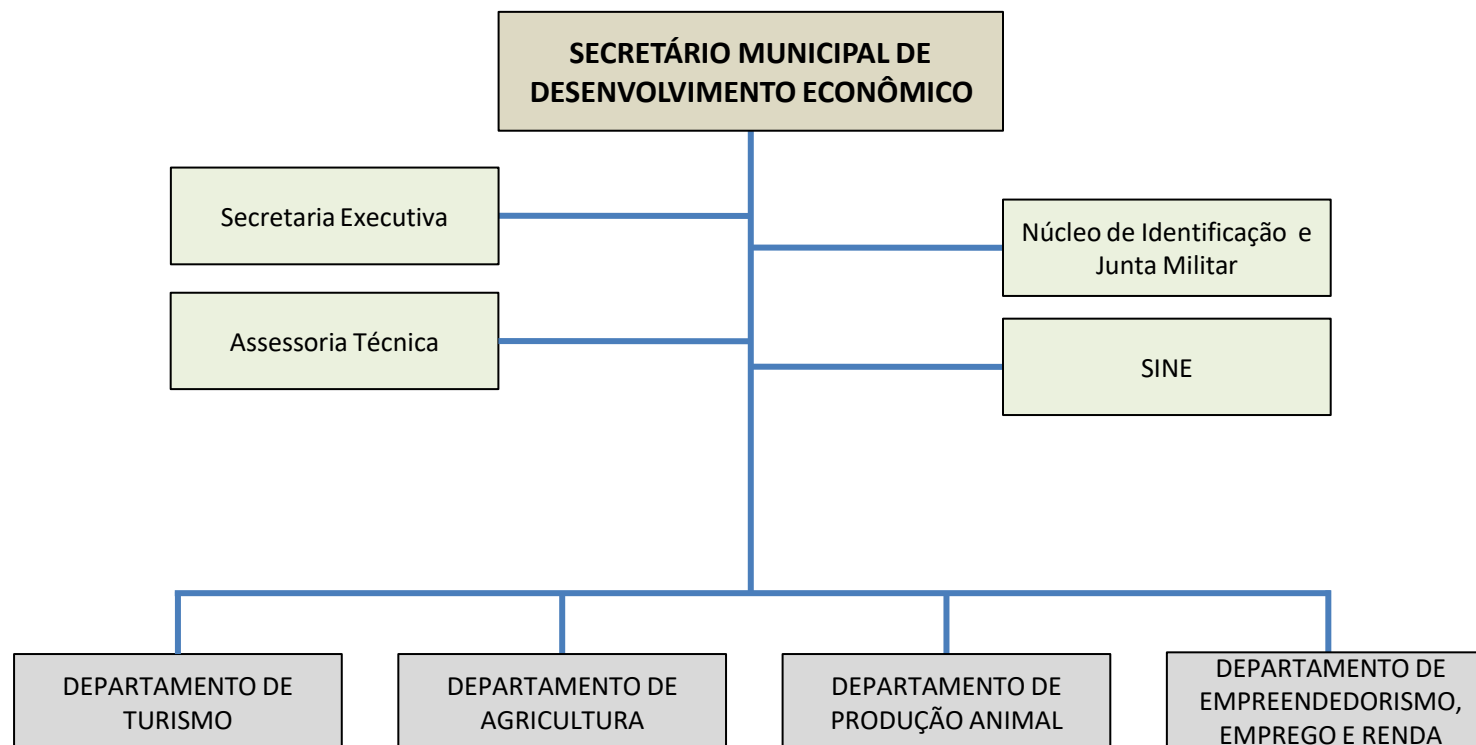 SECRETÁRIO MUNICIPAL DE
DESENVOLVIMENTO ECONÔMICO
Secretaria Executiva
Núcleo de Identificação e
Junta Militar
Assessoria Técnica
SINE
DEPARTAMENTO DE
TURISMO
DEPARTAMENTO DE
AGRICULTURA
DEPARTAMENTO DE
PRODUÇÃO ANIMAL
DEPARTAMENTO DE
EMPREENDEDORISMO,
EMPREGO E RENDA